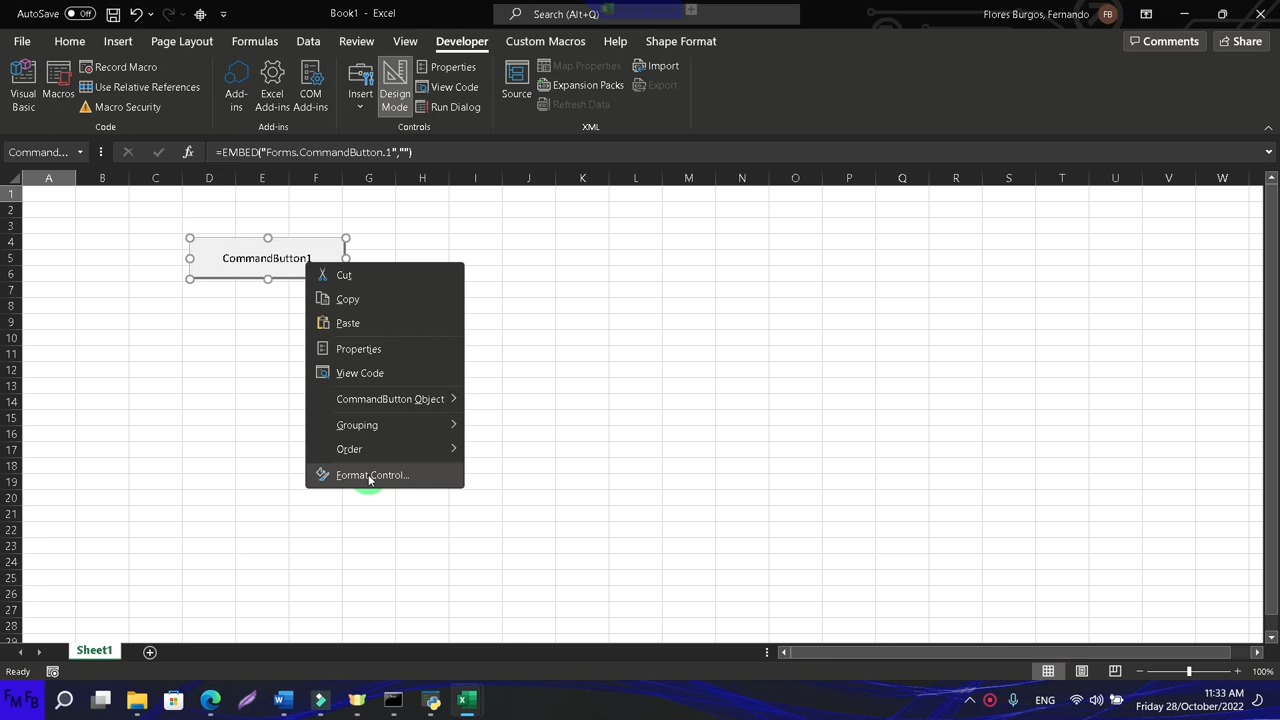 AutoSave Off Book1 - Excel Search (Alt+Q) Flores Burgos, Fernando FB
File Home Insert Page Layout Formulas Data Review View Developer Custom Macros Help Shape Format Comments Share
Visual Basic
Macros
Record Macro
Use Relative References
Macro Security
Code
Add-ins
Excel Add-ins
COM Add-ins
Add-ins
Insert
Design Mode
Properties
View Code
Run Dialog
Controls
Source
Map Properties
Expansion Packs
Refresh Data
Import
Export
XML
Command... fx =EMBED("Forms.CommandButton.1","")
A B C D E F G H I J K L M N O P Q R S T U V W
1
2
3
4
5
6
7
8
9
10
11
12
13
14
15
16
17
18
19
20
21
22
23
24
25
26
27
28
29
CommandButton1
Cut
Copy
Paste
Properties
View Code
CommandButton Object
Grouping
Order
Format Control...
Sheet1
Ready 100%
FM FB
ENG
11:33 AM
Friday 28/October/2022